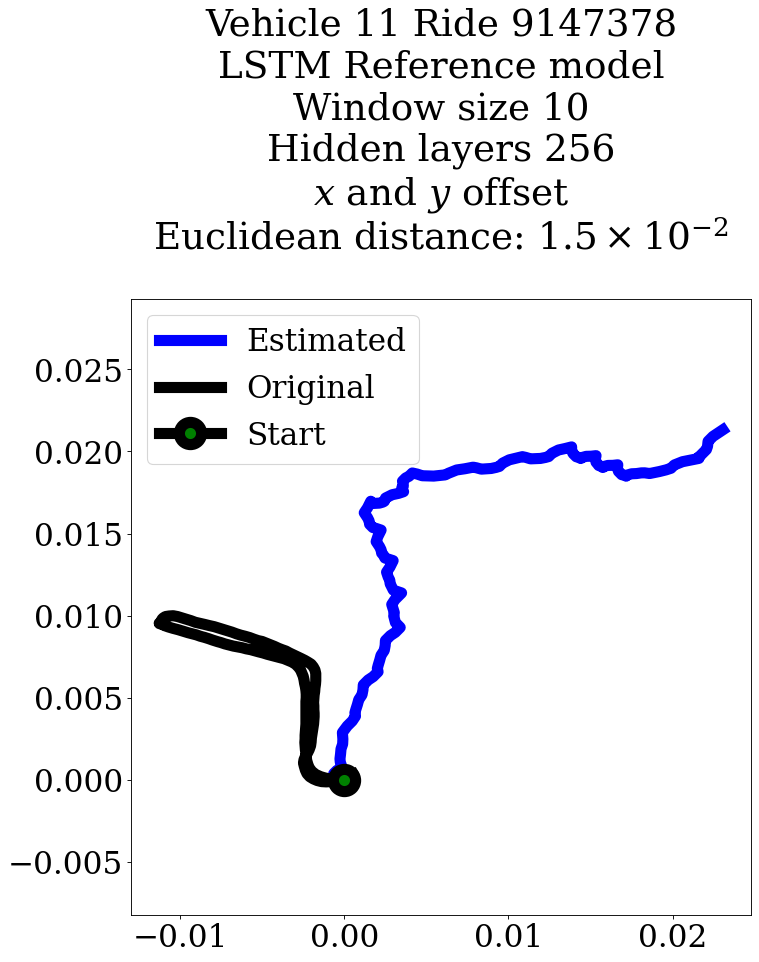 Vehicle 11 Ride 9147378
LSTM Reference model
Window size 10
Hidden layers 256
x and y offset
Euclidean distance: 1.5 × 10⁻²
Estimated
Original
Start
0.025
0.020
0.015
0.010
0.005
0.000
−0.005
−0.01 0.00 0.01 0.02